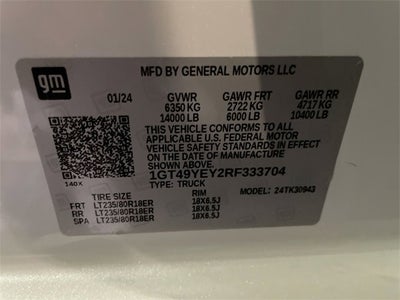 gm
MFD BY GENERAL MOTORS LLC
01/24 GVWR GAWR FRT GAWR RR
6350 KG 2722 KG 4717 KG
14000 LB 6000 LB 10400 LB
THIS VEHICLE CONFORMS TO ALL
APPLICABLE U.S. FEDERAL MOTOR
VEHICLE SAFETY STANDARDS IN EFFECT
ON THE DATE OF MANUFACTURE
SHOWN ABOVE.
1GT49YEY2RF333704
TYPE: TRUCK MODEL: 24TK30943
140X
TIRE SIZE RIM
FRT LT235/80R18ER 18X6.5J
RR LT235/80R18ER 18X6.5J
SPA LT235/80R18ER 18X6.5J